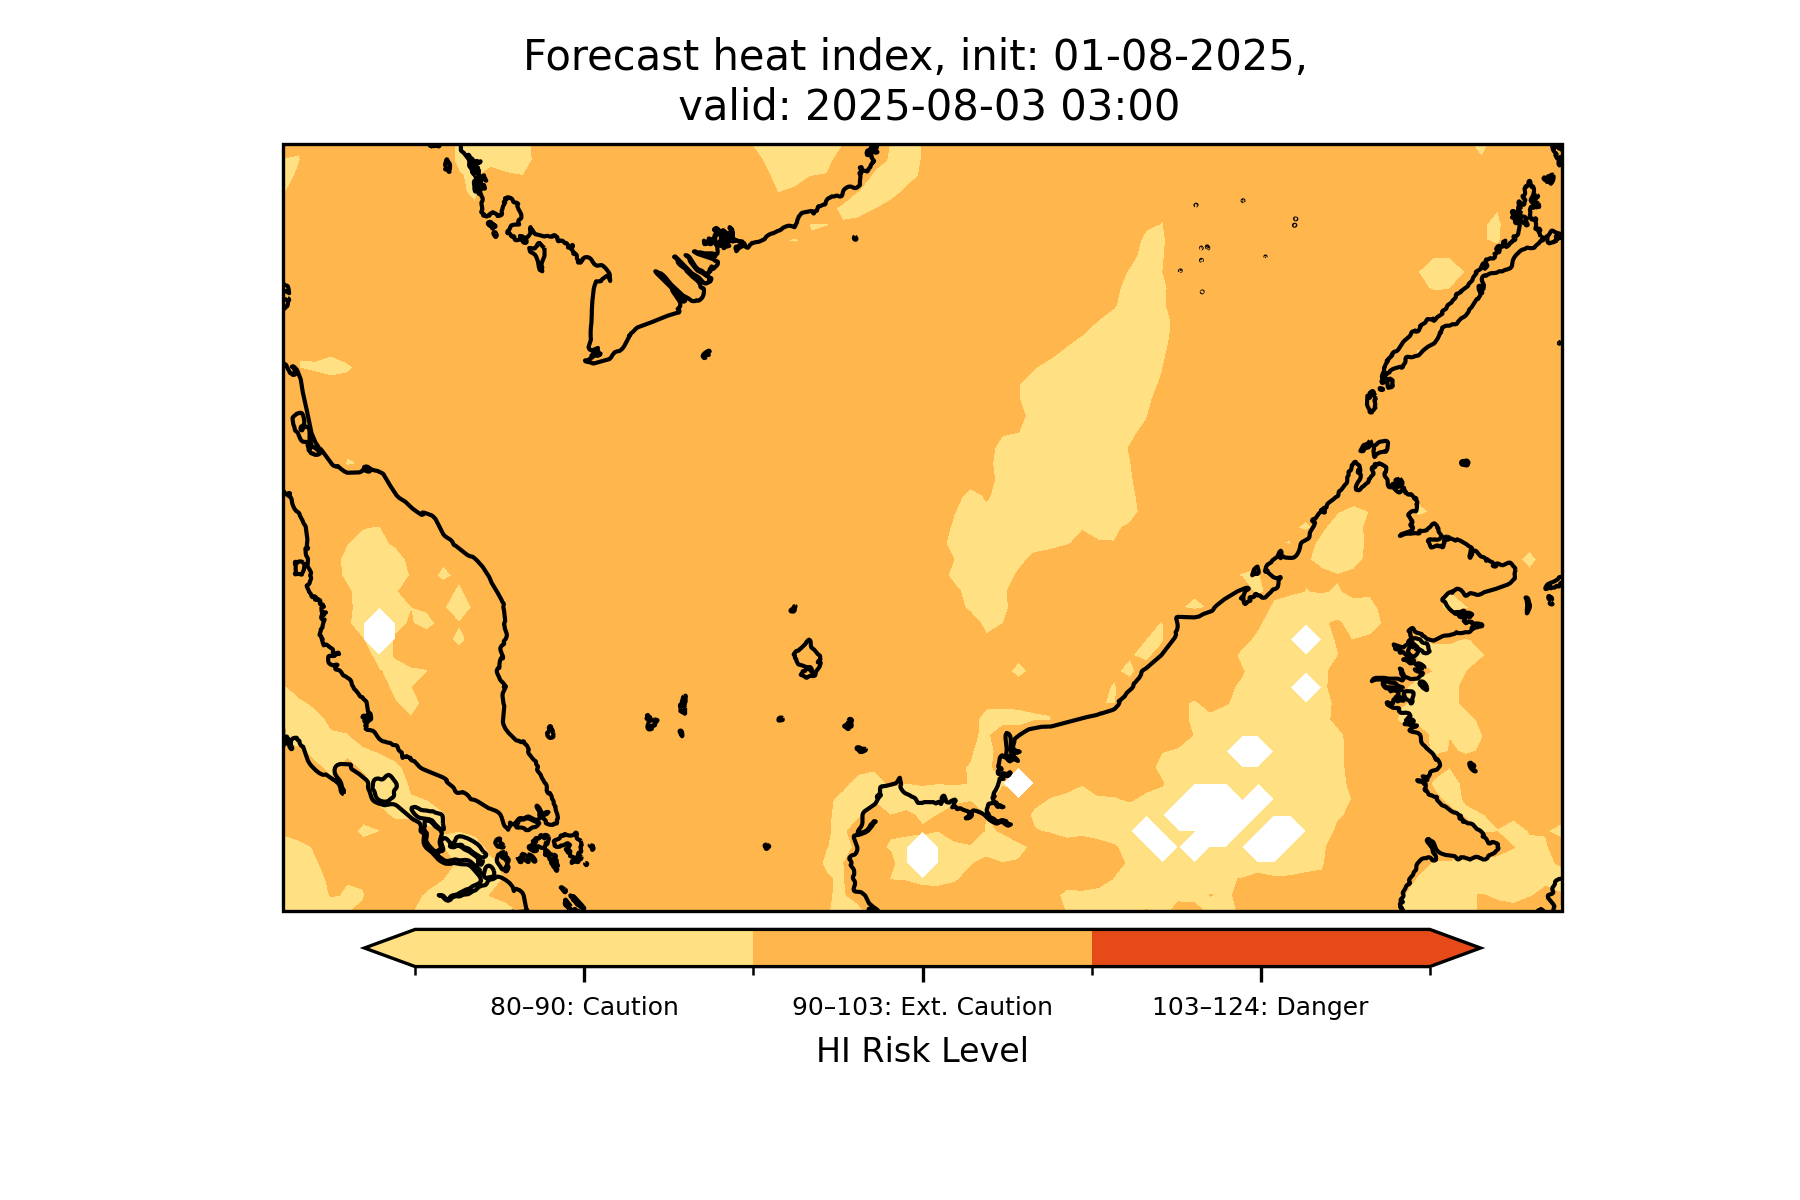 Forecast heat index, init: 01-08-2025,
valid: 2025-08-03 03:00
80–90: Caution
90–103: Ext. Caution
103–124: Danger
HI Risk Level